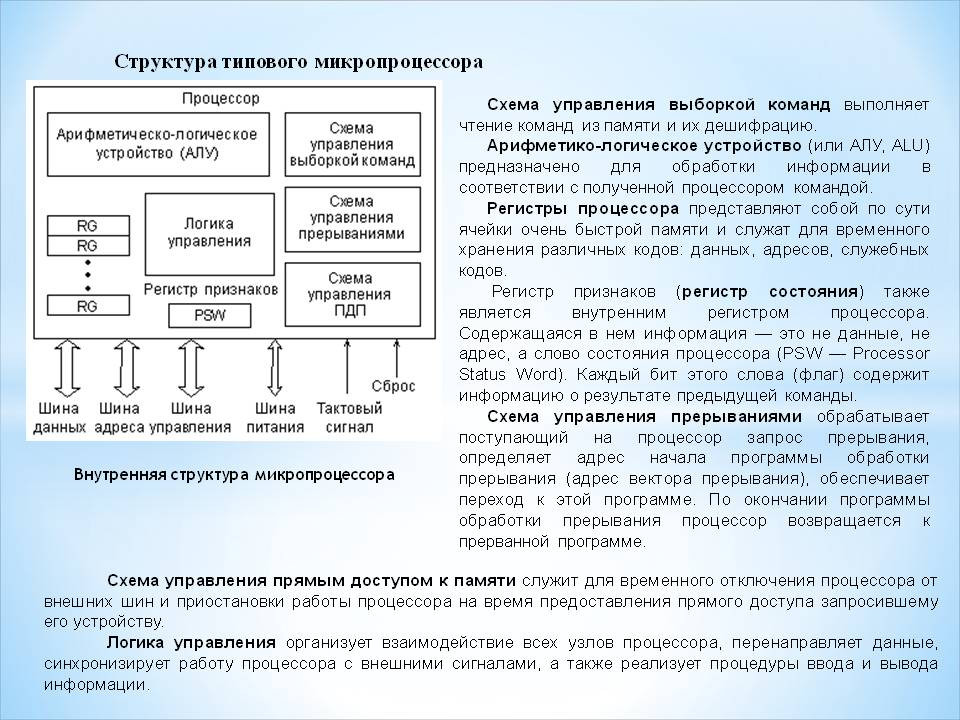 Структура типового микропроцессора
Процессор
Арифметическо-логическое
устройство (АЛУ)
Схема
управления
выборкой команд
RG
RG
RG
Логика
управления
Схема
управления
прерываниями
Регистр признаков
PSW
Схема
управления
ПДП
Шина
данных
Шина
адреса
Шина
управления
Шина
питания
Тактовый
сигнал
Сброс
Внутренняя структура микропроцессора
Схема управления выборкой команд выполняет
чтение команд из памяти и их дешифрацию.
Арифметико-логическое устройство (или АЛУ, ALU)
предназначено для обработки информации в
соответствии с полученной процессором командой.
Регистры процессора представляют собой по сути
ячейки очень быстрой памяти и служат для временного
хранения различных кодов: данных, адресов, служебных
кодов.
Регистр признаков (регистр состояния) также
является внутренним регистром процессора.
Содержащаяся в нем информация — это не данные, не
адрес, а слово состояния процессора (PSW — Processor
Status Word). Каждый бит этого слова (флаг) содержит
информацию о результате предыдущей команды.
Схема управления прерываниями обрабатывает
поступающий на процессор запрос прерывания,
определяет адрес начала программы обработки
прерывания (адрес вектора прерывания), обеспечивает
переход к этой программе. По окончании программы
обработки прерывания процессор возвращается к
прерванной программе.
Схема управления прямым доступом к памяти служит для временного отключения процессора от
внешних шин и приостановки работы процессора на время предоставления прямого доступа запросившему
его устройству.
Логика управления организует взаимодействие всех узлов процессора, перенаправляет данные,
синхронизирует работу процессора с внешними сигналами, а также реализует процедуры ввода и вывода
информации.